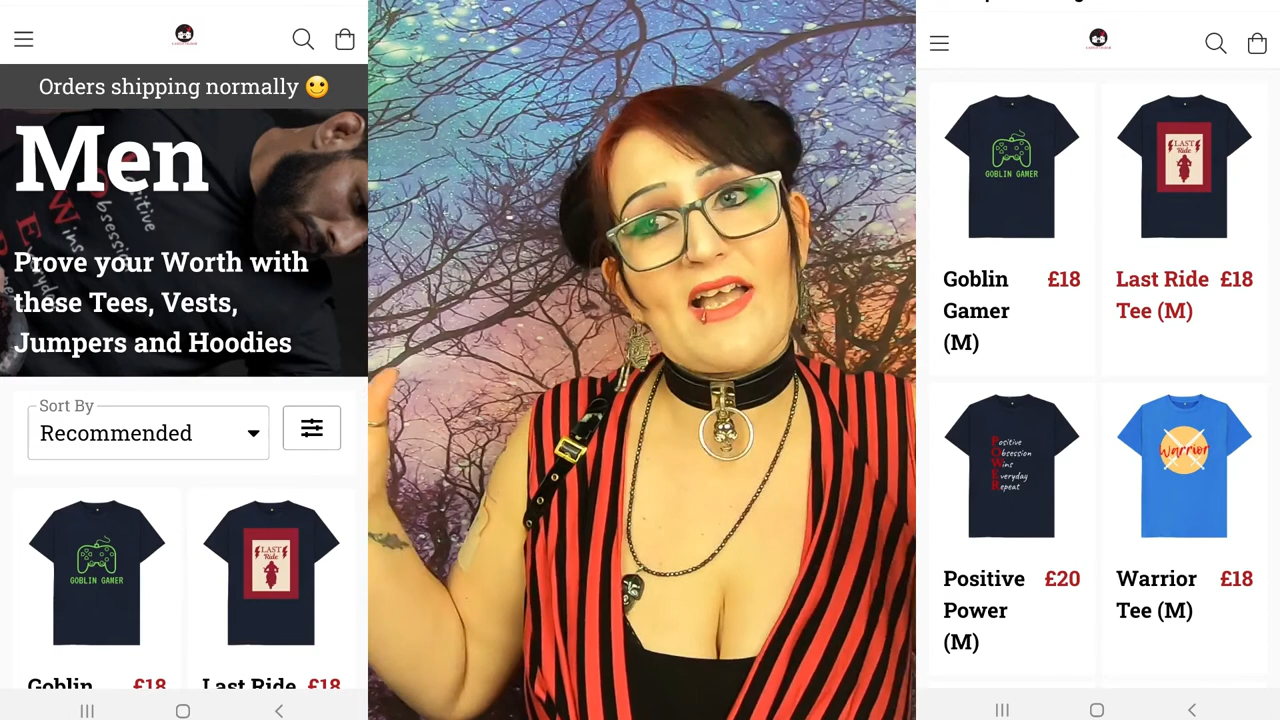 Orders shipping normally 🙂
Men
Prove your Worth with
these Tees, Vests,
Jumpers and Hoodies
Sort By
Recommended
GOBLIN GAMER
LAST
Ride
Goblin £18
Last Ride £18
GOBLIN GAMER
LAST
Ride
Goblin £18
Gamer
(M)
Last Ride £18
Tee (M)
Positive
Obsession
Wins
Everyday
Repeat
Warrior
Positive £20
Power
(M)
Warrior £18
Tee (M)